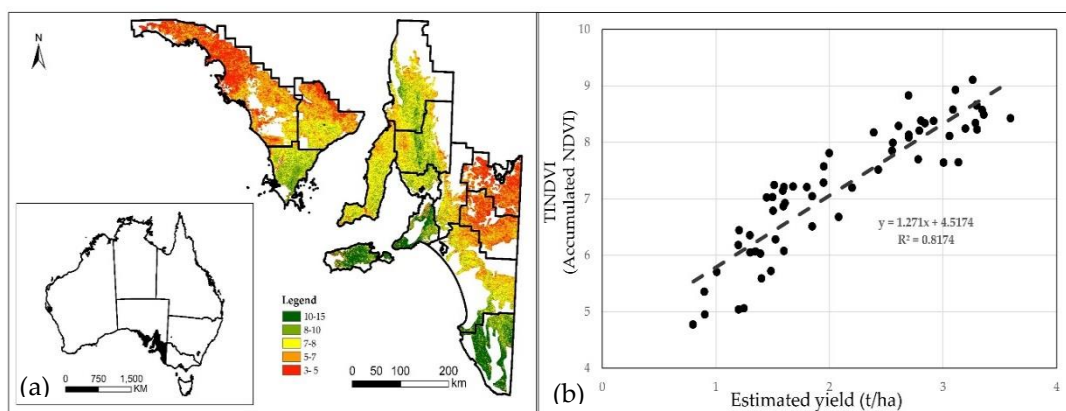 N
Legend
10-15
8-10
7-8
5-7
3- 5
0 750 1,500
KM
0 50 100 200
km
(a)
TINDVI
(Accumulated NDVI)
10
9
8
7
6
5
4
y = 1.271x + 4.5174
R² = 0.8174
0 1 2 3 4
Estimated yield (t/ha)
(b)